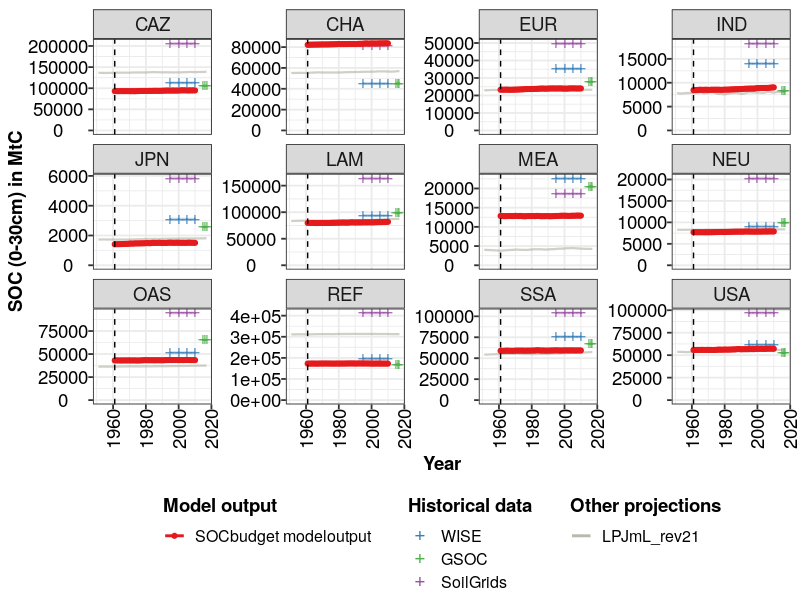 CAZ
CHA
EUR
IND
200000
150000
100000
50000
0
80000
60000
40000
20000
0
50000
40000
30000
20000
10000
0
15000
10000
5000
0
JPN
LAM
MEA
NEU
6000
4000
2000
0
150000
100000
50000
0
20000
15000
10000
5000
0
20000
15000
10000
5000
0
OAS
REF
SSA
USA
75000
50000
25000
0
4e+05
3e+05
2e+05
1e+05
0e+00
100000
75000
50000
25000
0
100000
75000
50000
25000
0
1960 1980 2000 2020
1960 1980 2000 2020
1960 1980 2000 2020
1960 1980 2000 2020
SOC (0-30cm) in MtC
Year
Model output
SOCbudget modeloutput
Historical data
WISE
GSOC
SoilGrids
Other projections
LPJmL_rev21